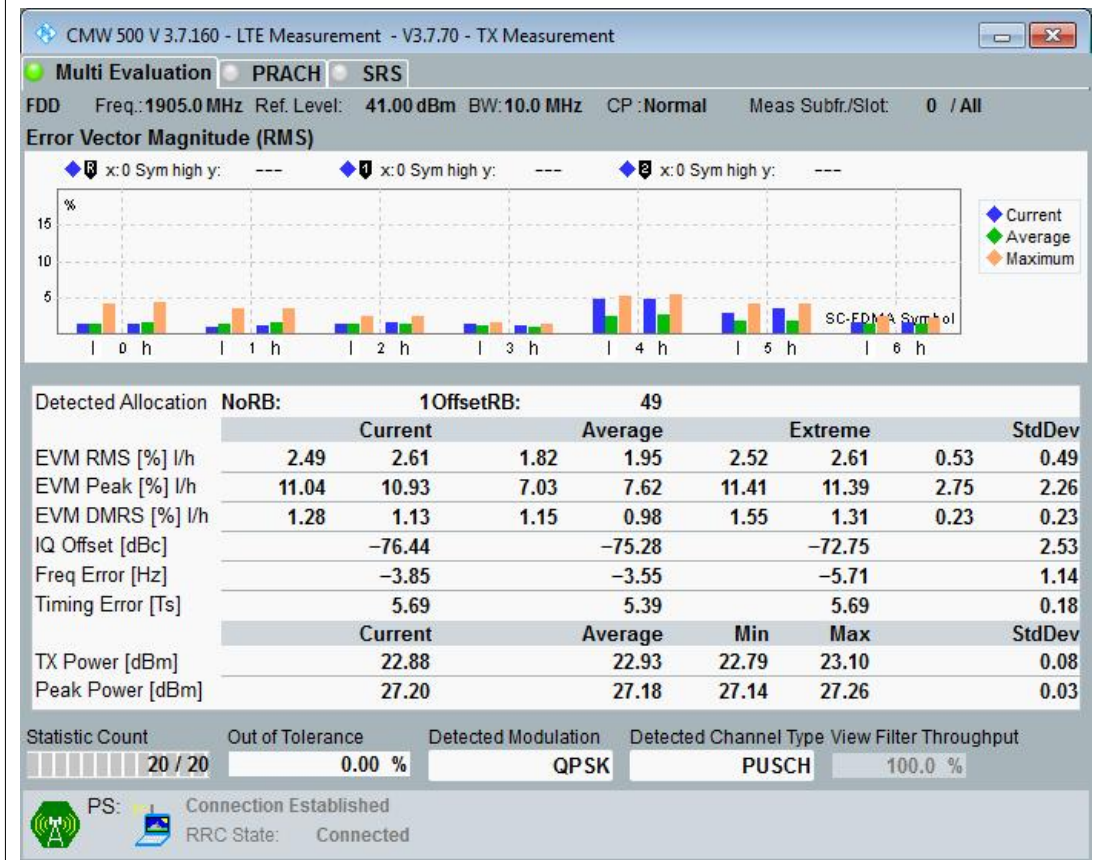 CMW 500 V 3.7.160 - LTE Measurement - V3.7.70 - TX Measurement
Multi Evaluation PRACH SRS
FDD Freq.: 1905.0 MHz Ref. Level: 41.00 dBm BW: 10.0 MHz CP : Normal Meas Subfr./Slot: 0 / All
Error Vector Magnitude (RMS)
R x: 0 Sym high y: --- 1 x: 0 Sym high y: --- 2 x: 0 Sym high y: ---
%
15
10
5
Current
Average
Maximum
SC-FDMA Symbol
l 0 h l 1 h l 2 h l 3 h l 4 h l 5 h l 6 h
Detected Allocation NoRB: 1 OffsetRB: 49
Current Average Extreme StdDev
EVM RMS [%] l/h 2.49 2.61 1.82 1.95 2.52 2.61 0.53 0.49
EVM Peak [%] l/h 11.04 10.93 7.03 7.62 11.41 11.39 2.75 2.26
EVM DMRS [%] l/h 1.28 1.13 1.15 0.98 1.55 1.31 0.23 0.23
IQ Offset [dBc] −76.44 −75.28 −72.75 2.53
Freq Error [Hz] −3.85 −3.55 −5.71 1.14
Timing Error [Ts] 5.69 5.39 5.69 0.18
Current Average Min Max StdDev
TX Power [dBm] 22.88 22.93 22.79 23.10 0.08
Peak Power [dBm] 27.20 27.18 27.14 27.26 0.03
Statistic Count Out of Tolerance Detected Modulation Detected Channel Type View Filter Throughput
20 / 20 0.00 % QPSK PUSCH 100.0 %
PS: Connection Established
RRC State: Connected